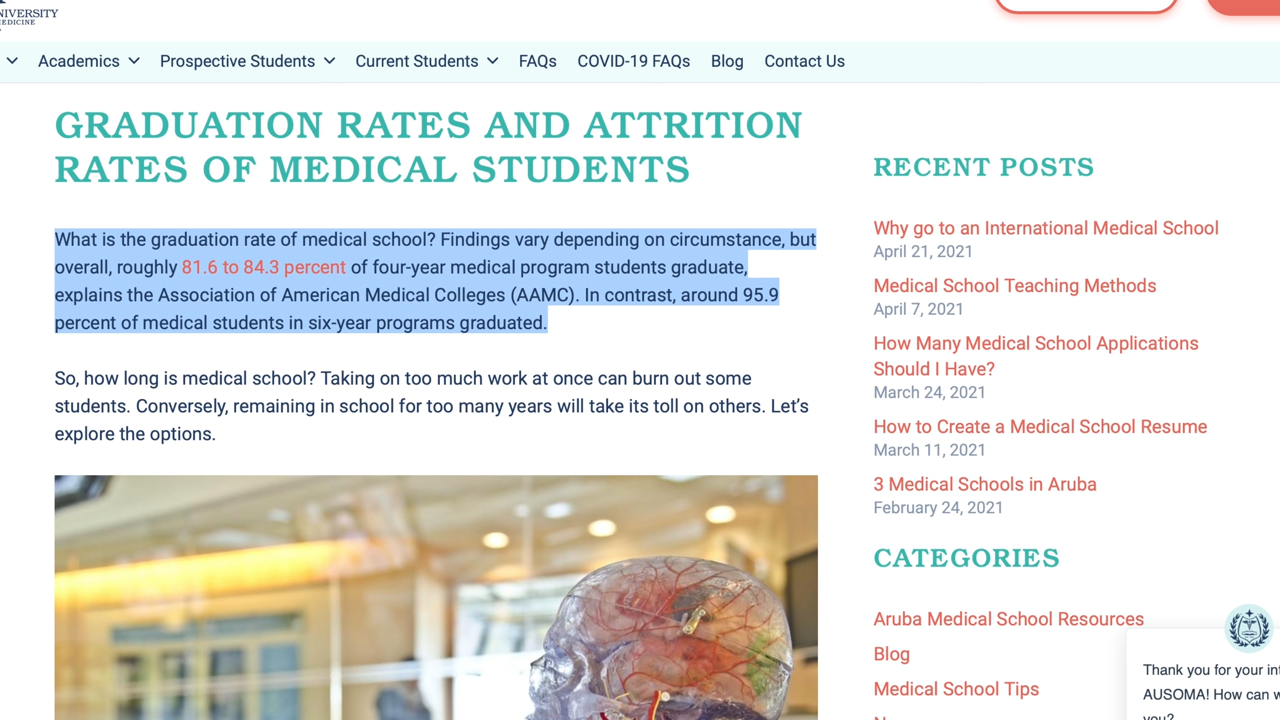 NIVERSITY
MEDICINE
Academics
Prospective Students
Current Students
FAQs
COVID-19 FAQs
Blog
Contact Us
GRADUATION RATES AND ATTRITION
RATES OF MEDICAL STUDENTS
What is the graduation rate of medical school? Findings vary depending on circumstance, but
overall, roughly 81.6 to 84.3 percent of four-year medical program students graduate,
explains the Association of American Medical Colleges (AAMC). In contrast, around 95.9
percent of medical students in six-year programs graduated.
So, how long is medical school? Taking on too much work at once can burn out some
students. Conversely, remaining in school for too many years will take its toll on others. Let’s
explore the options.
RECENT POSTS
Why go to an International Medical School
April 21, 2021
Medical School Teaching Methods
April 7, 2021
How Many Medical School Applications
Should I Have?
March 24, 2021
How to Create a Medical School Resume
March 11, 2021
3 Medical Schools in Aruba
February 24, 2021
CATEGORIES
Aruba Medical School Resources
Blog
Medical School Tips
Thank you for your in
AUSOMA! How can w
you?